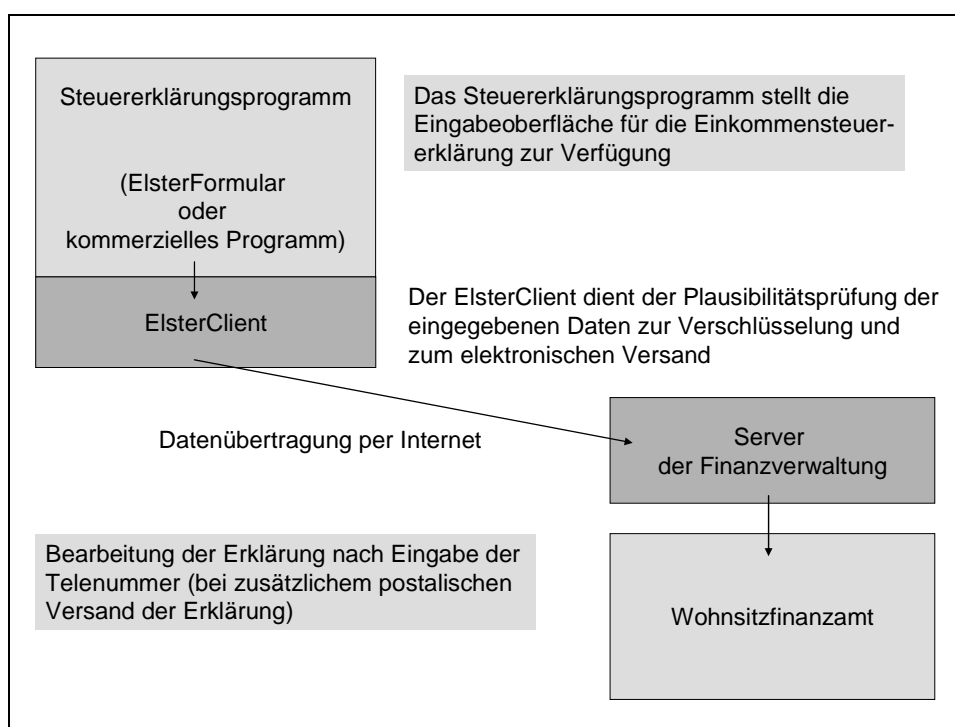 Steuererklärungsprogramm
(ElsterFormular
oder
kommerzielles Programm)
Das Steuererklärungsprogramm stellt die
Eingabeoberfläche für die Einkommensteuer-
erklärung zur Verfügung
ElsterClient
Der ElsterClient dient der Plausibilitätsprüfung der
eingegebenen Daten zur Verschlüsselung und
zum elektronischen Versand
Datenübertragung per Internet
Server
der Finanzverwaltung
Bearbeitung der Erklärung nach Eingabe der
Telenummer (bei zusätzlichem postalischen
Versand der Erklärung)
Wohnsitzfinanzamt